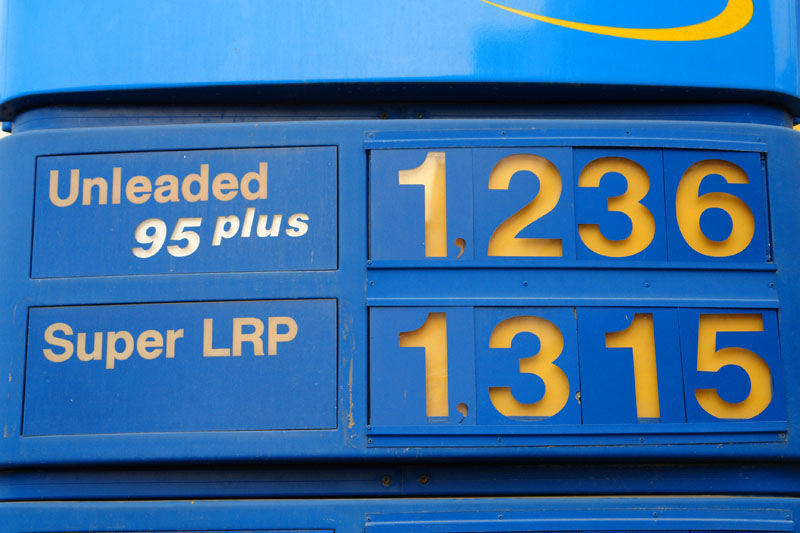 Unleaded
95 plus
1,236
Super LRP
1,315